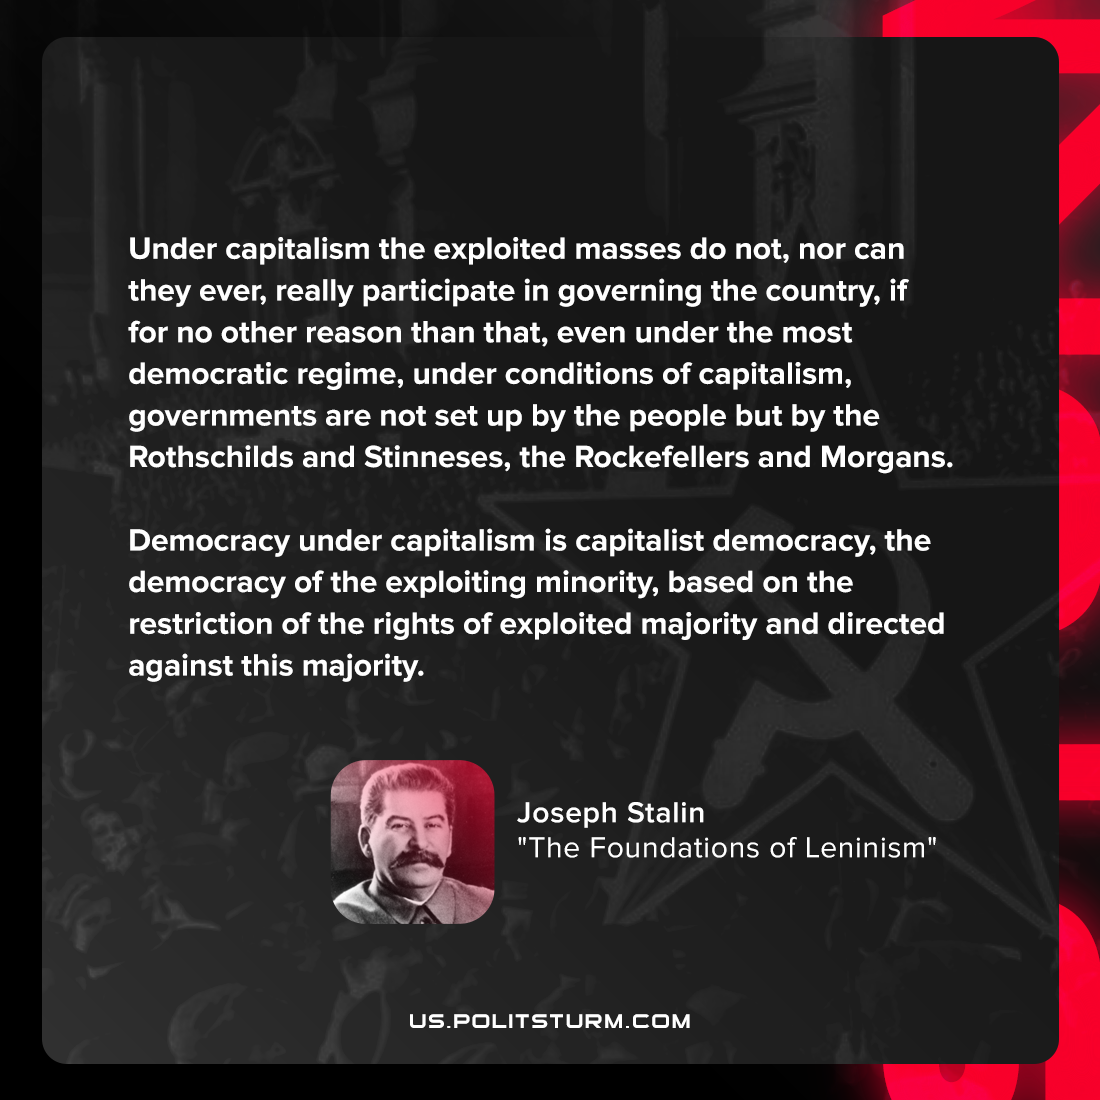 Under capitalism the exploited masses do not, nor can
they ever, really participate in governing the country, if
for no other reason than that, even under the most
democratic regime, under conditions of capitalism,
governments are not set up by the people but by the
Rothschilds and Stinneses, the Rockefellers and Morgans.
Democracy under capitalism is capitalist democracy, the
democracy of the exploiting minority, based on the
restriction of the rights of exploited majority and directed
against this majority.
Joseph Stalin
"The Foundations of Leninism"
US.POLITSTURM.COM